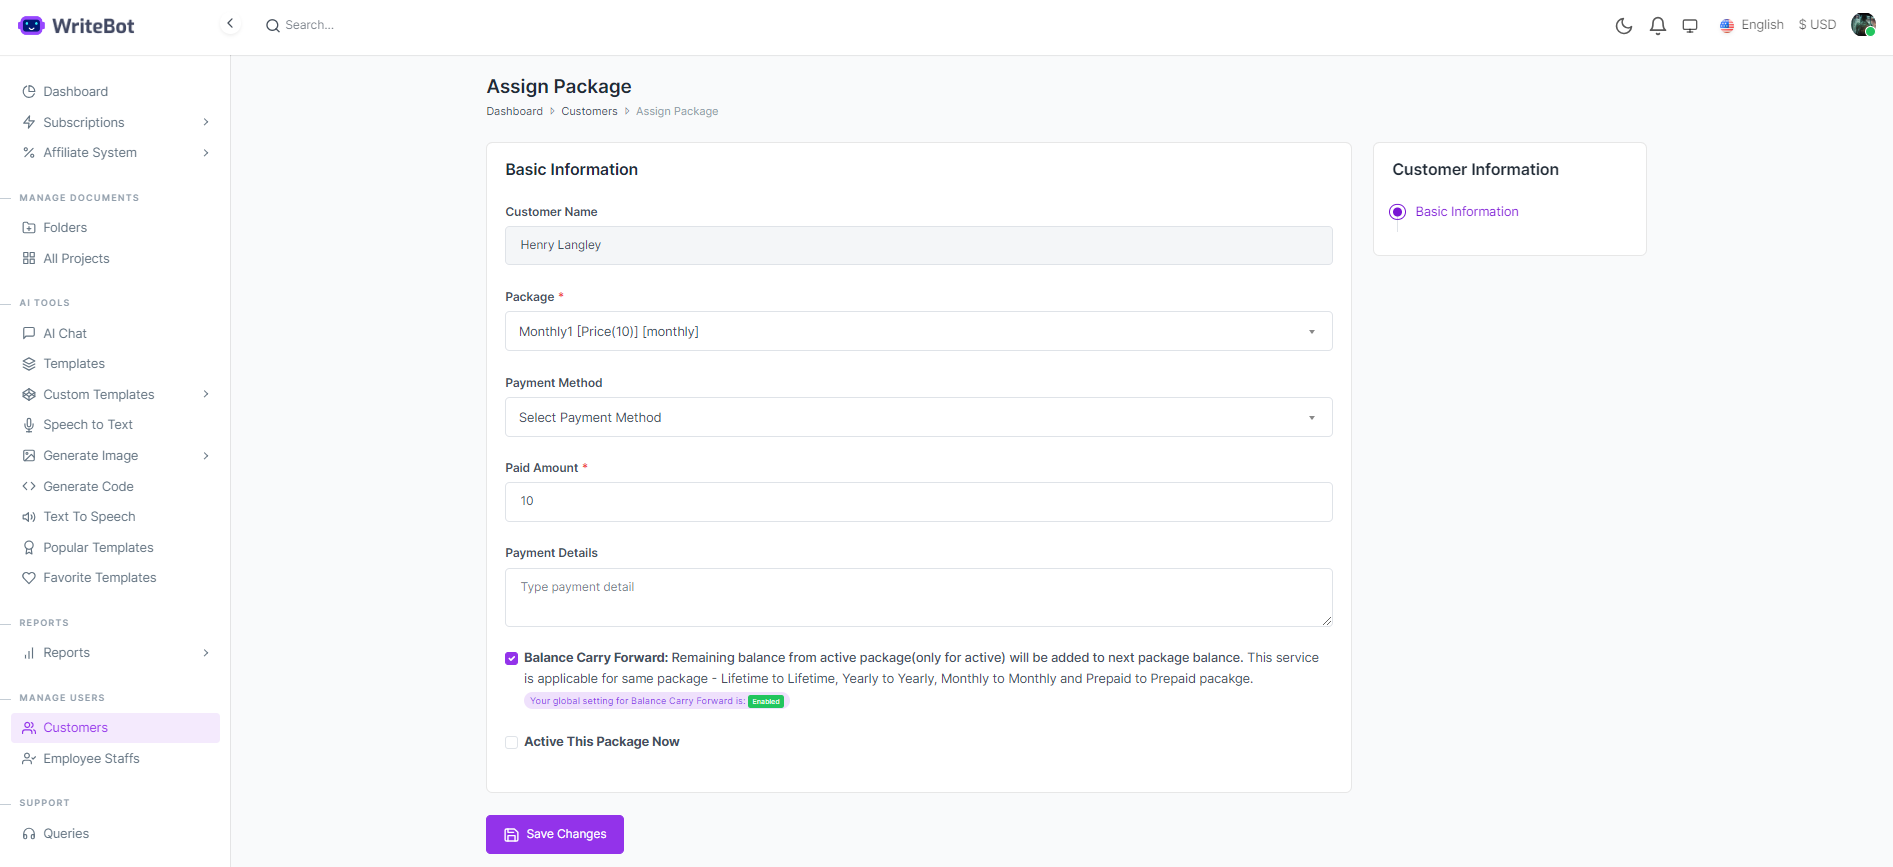 WriteBot
Search...
English
$ USD
Dashboard
Subscriptions
Affiliate System
MANAGE DOCUMENTS
Folders
All Projects
AI TOOLS
AI Chat
Templates
Custom Templates
Speech to Text
Generate Image
Generate Code
Text To Speech
Popular Templates
Favorite Templates
REPORTS
Reports
MANAGE USERS
Customers
Employee Staffs
SUPPORT
Queries
Assign Package
Dashboard Customers Assign Package
Basic Information
Customer Name
Henry Langley
Package *
Monthly1 [Price(10)] [monthly]
Payment Method
Select Payment Method
Paid Amount *
10
Payment Details
Type payment detail
Balance Carry Forward: Remaining balance from active package(only for active) will be added to next package balance. This service
is applicable for same package - Lifetime to Lifetime, Yearly to Yearly, Monthly to Monthly and Prepaid to Prepaid pacakge.
Your global setting for Balance Carry Forward is: Enabled
Active This Package Now
Save Changes
Customer Information
Basic Information